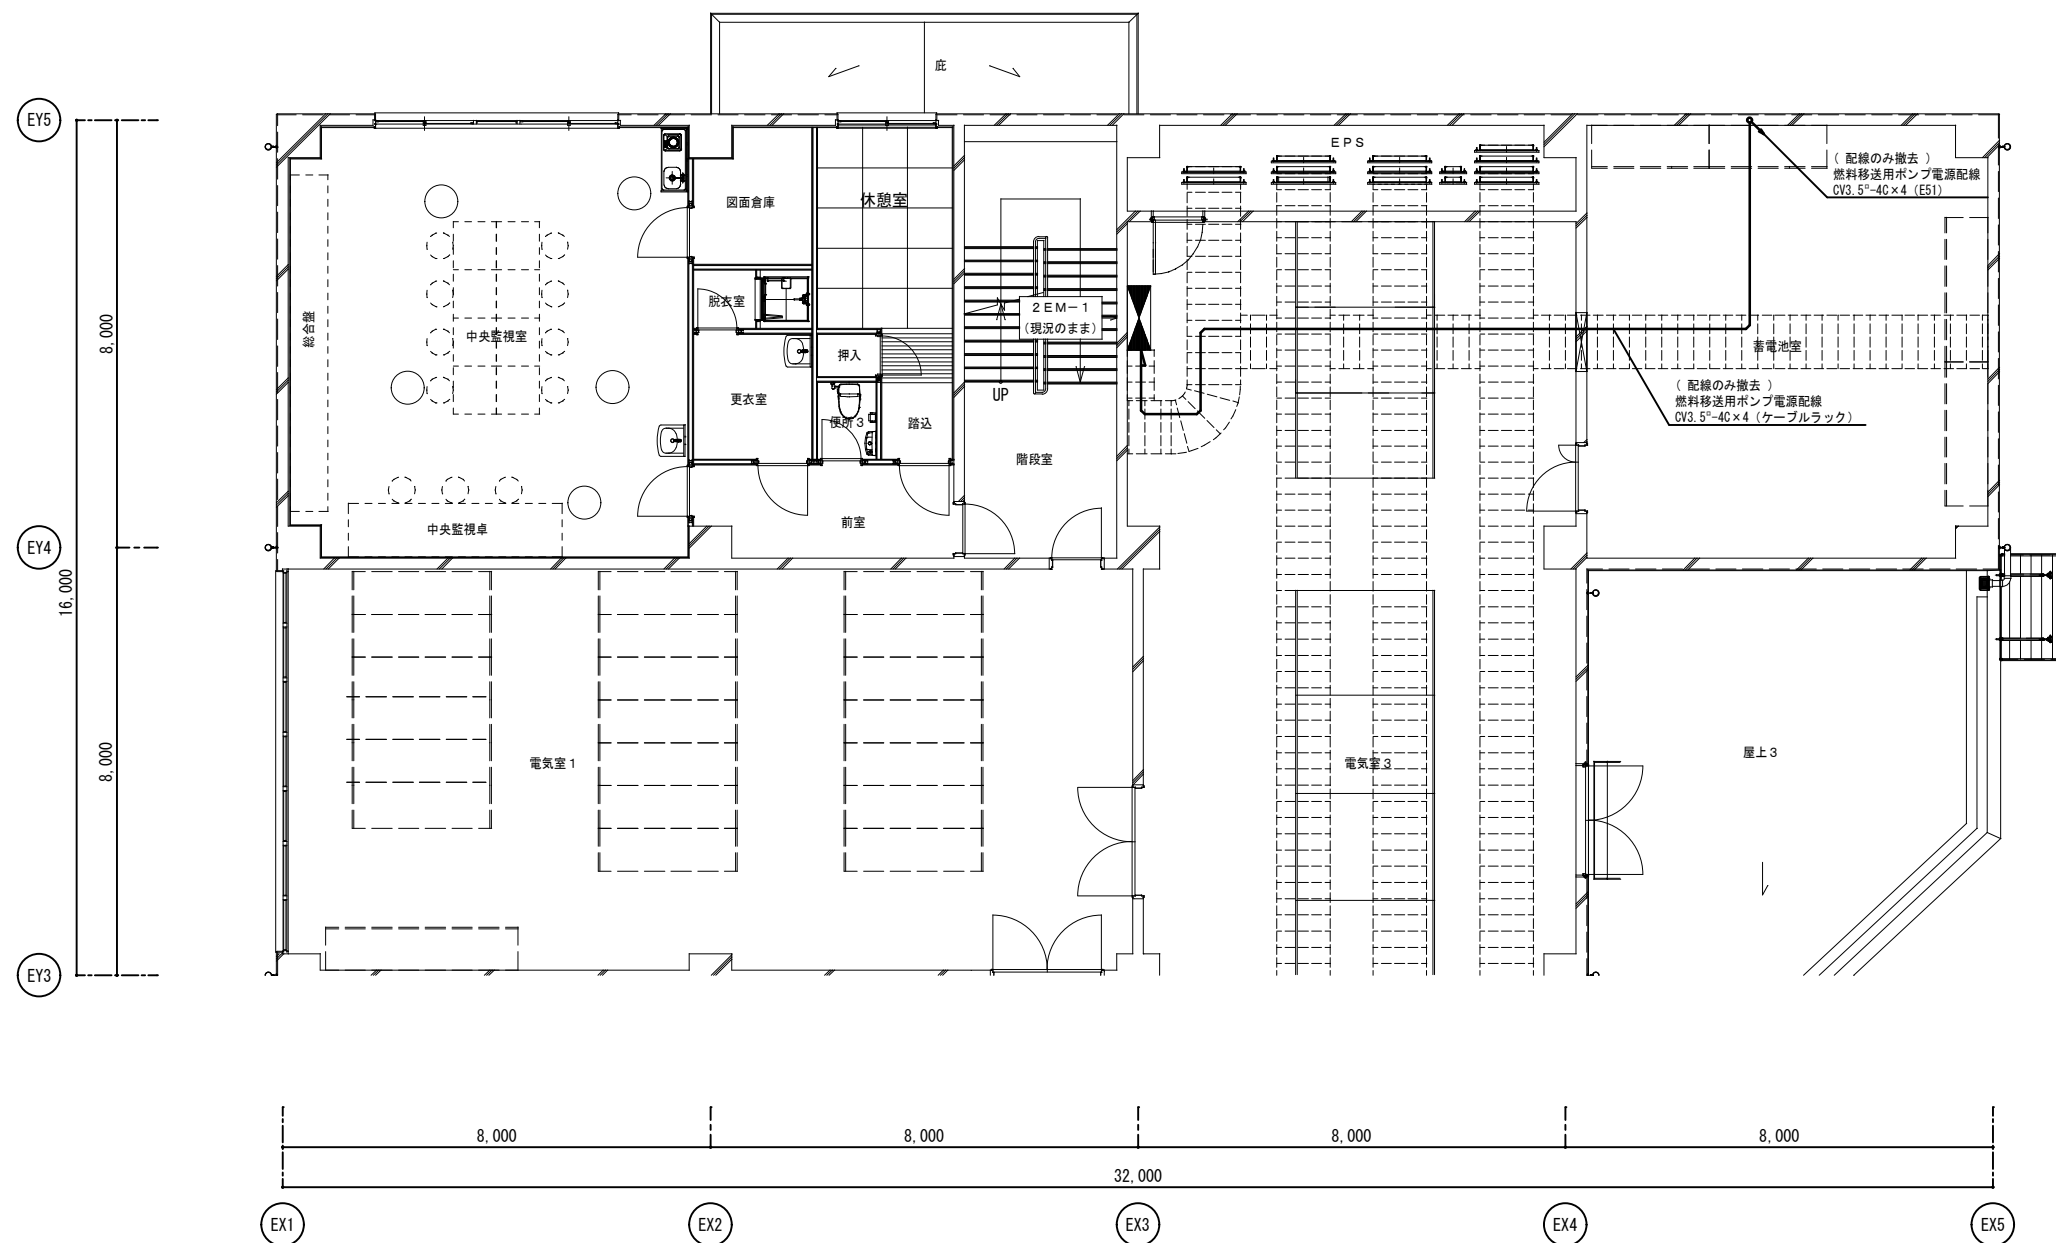 庇
EY5
EPS
( 配線のみ撤去 )
燃料移送用ポンプ電源配線
CV3.5□-4C×4 (E51)
図面倉庫
休憩室
脱衣室
2EM-1
(現況のまま)
総合盤
8,000
中央監視室
押入
蓄電池室
( 配線のみ撤去 )
燃料移送用ポンプ電源配線
CV3.5□-4C×4 (ケーブルラック)
UP
更衣室
便所3
踏込
階段室
中央監視卓
前室
EY4
16,000
8,000
電気室1
電気室3
屋上3
EY3
8,000
8,000
8,000
8,000
32,000
EX1
EX2
EX3
EX4
EX5